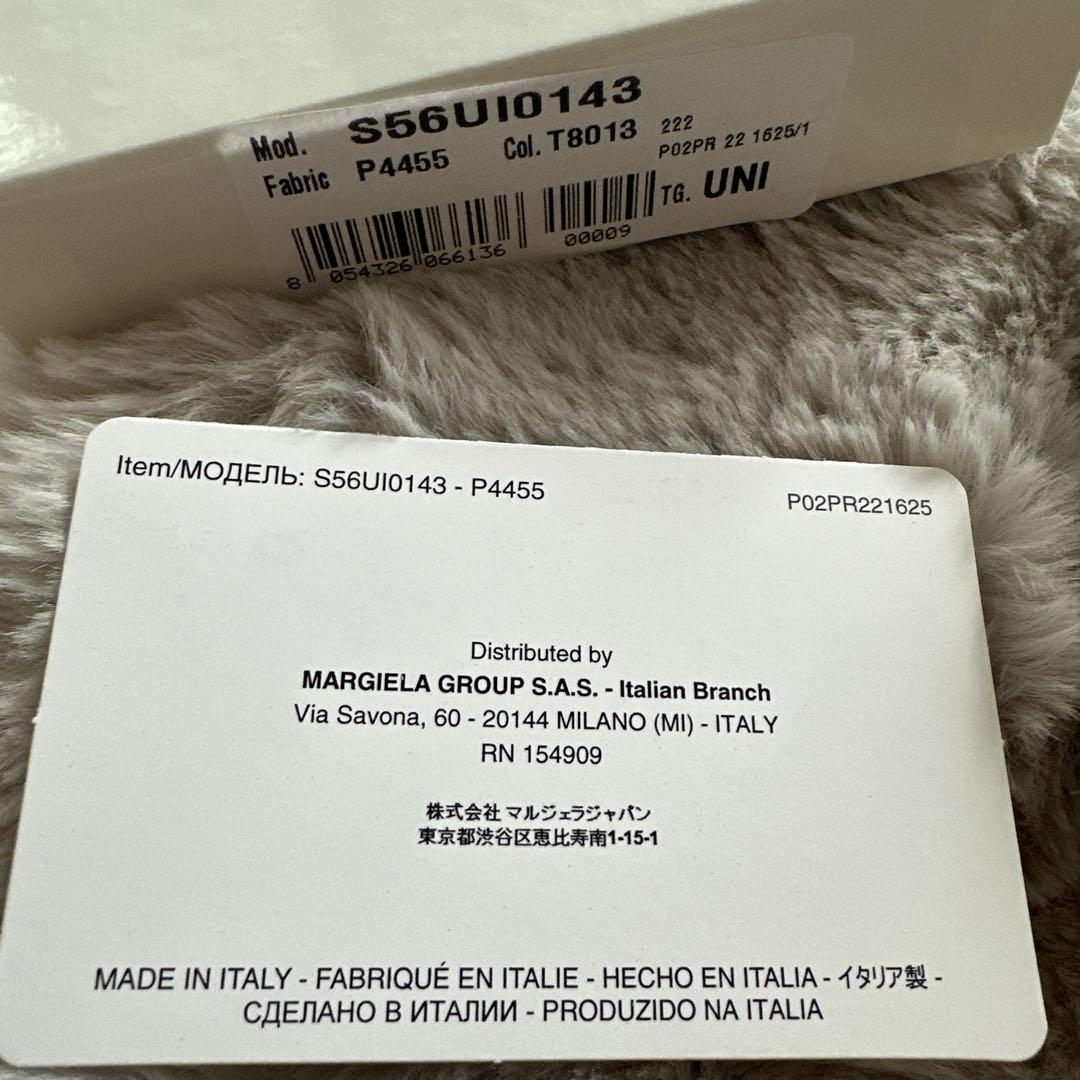 Mod. S56UI0143
Fabric P4455 Col. T8013 222
P02PR 22 1625/1
TG. UNI
8 054326 066136 00009
Item/МОДЕЛЬ: S56UI0143 - P4455
P02PR221625
Distributed by
MARGIELA GROUP S.A.S. - Italian Branch
Via Savona, 60 - 20144 MILANO (MI) - ITALY
RN 154909
株式会社 マルジェラジャパン
東京都渋谷区恵比寿南1-15-1
MADE IN ITALY - FABRIQUÉ EN ITALIE - HECHO EN ITALIA - イタリア製 -
СДЕЛАНО В ИТАЛИИ - PRODUZIDO NA ITALIA